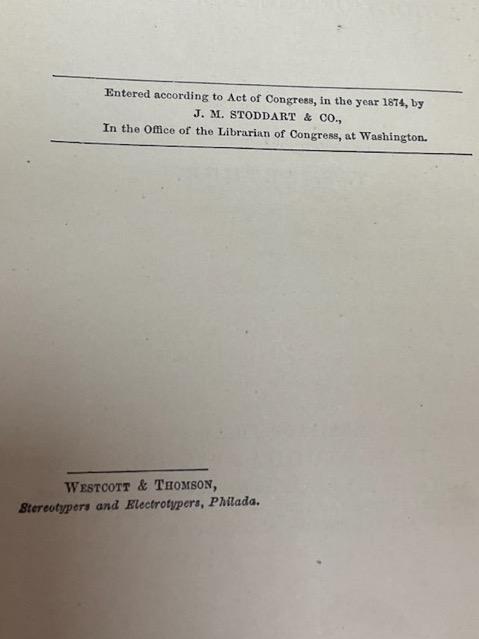 Entered according to Act of Congress, in the year 1874, by
J. M. STODDART & CO.,
In the Office of the Librarian of Congress, at Washington.
WESTCOTT & THOMSON,
Stereotypers and Electrotypers, Philada.